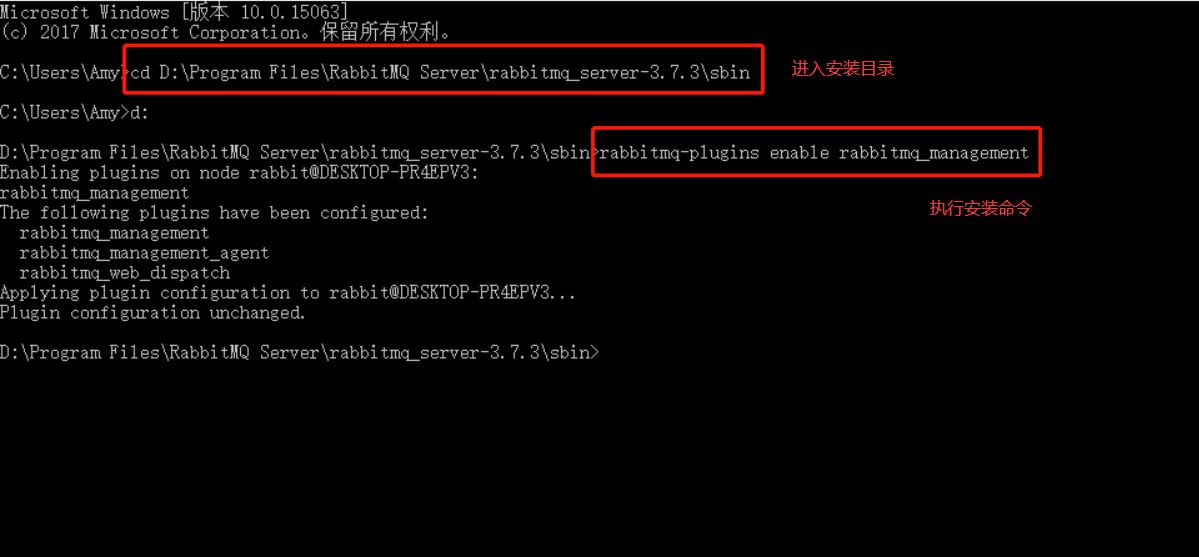 Microsoft Windows [版本 10.0.15063]
(c) 2017 Microsoft Corporation。保留所有权利。
C:\Users\Amy>cd D:\Program Files\RabbitMQ Server\rabbitmq_server-3.7.3\sbin
进入安装目录
C:\Users\Amy>d:
D:\Program Files\RabbitMQ Server\rabbitmq_server-3.7.3\sbin>rabbitmq-plugins enable rabbitmq_management
Enabling plugins on node rabbit@DESKTOP-PR4EPV3:
rabbitmq_management
执行安装命令
The following plugins have been configured:
  rabbitmq_management
  rabbitmq_management_agent
  rabbitmq_web_dispatch
Applying plugin configuration to rabbit@DESKTOP-PR4EPV3...
Plugin configuration unchanged.
D:\Program Files\RabbitMQ Server\rabbitmq_server-3.7.3\sbin>